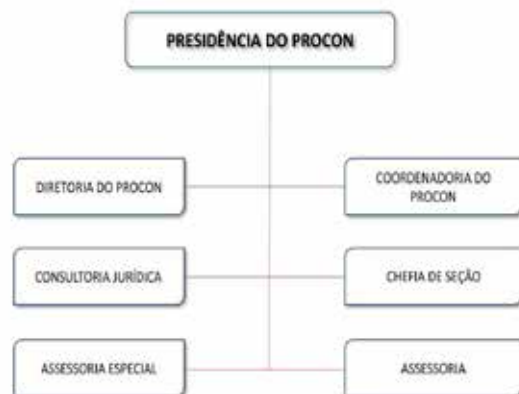 PRESIDÊNCIA DO PROCON
DIRETORIA DO PROCON
COORDENADORIA DO
PROCON
CONSULTORIA JURÍDICA
CHEFIA DE SEÇÃO
ASSESSORIA ESPECIAL
ASSESSORIA